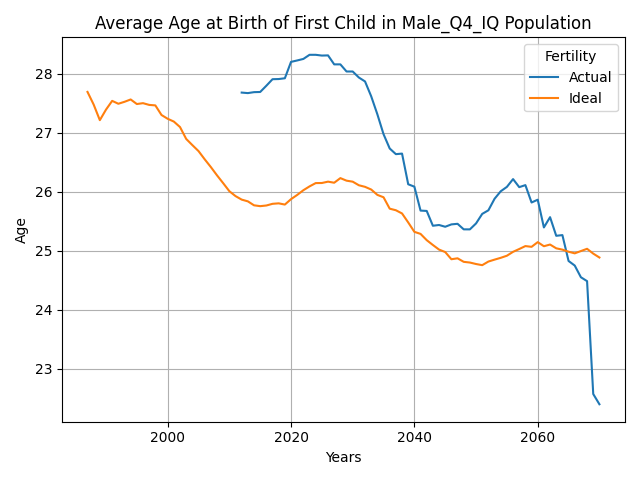 Average Age at Birth of First Child in Male_Q4_IQ Population
Fertility
Actual
Ideal
28
27
26
25
24
23
Age
2000
2020
2040
2060
Years